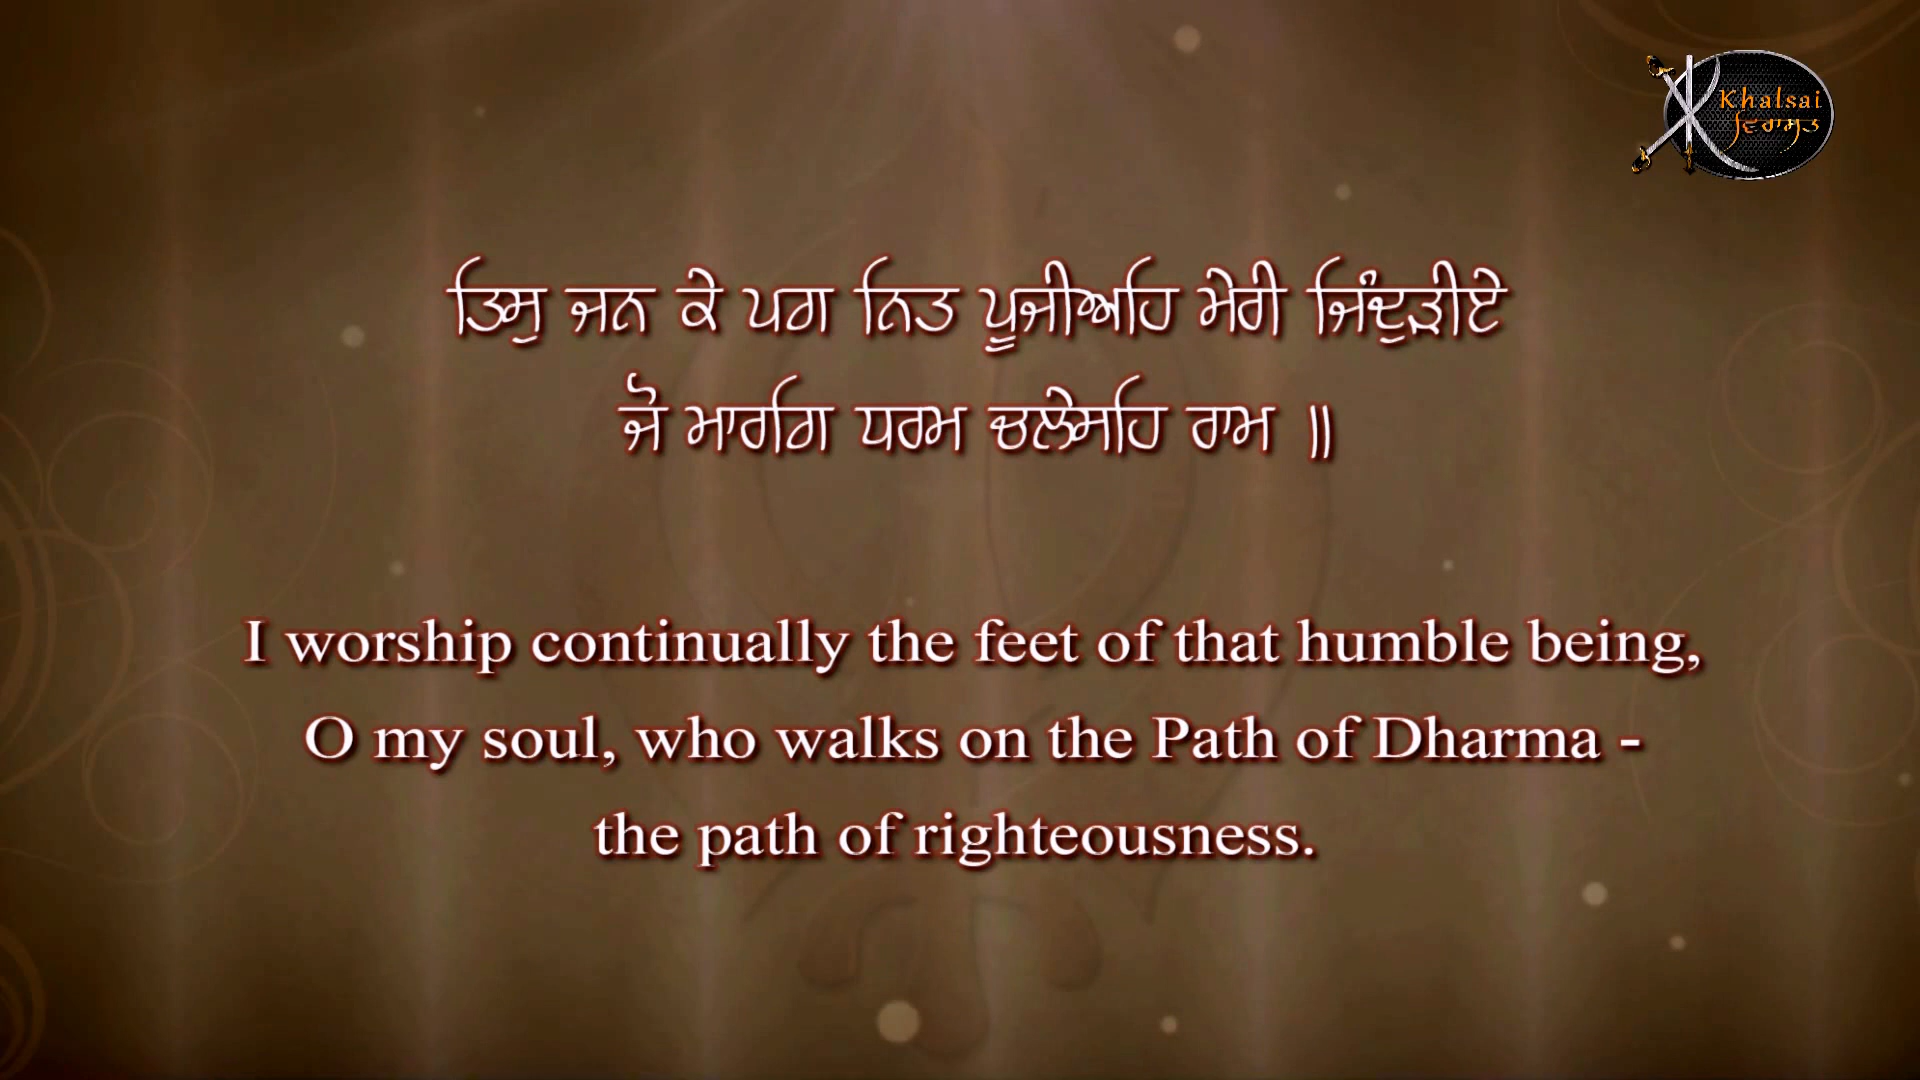 Khalsai
ਵਿਰਾਸਤ
ਤਿਸੁ ਜਨ ਕੇ ਪਗ ਨਿਤ ਪੂਜੀਅਹਿ ਮੇਰੀ ਜਿੰਦੁੜੀਏ
ਜੋ ਮਾਰਗਿ ਧਰਮ ਚਲੇਸਹਿ ਰਾਮ ॥
I worship continually the feet of that humble being,
O my soul, who walks on the Path of Dharma -
the path of righteousness.